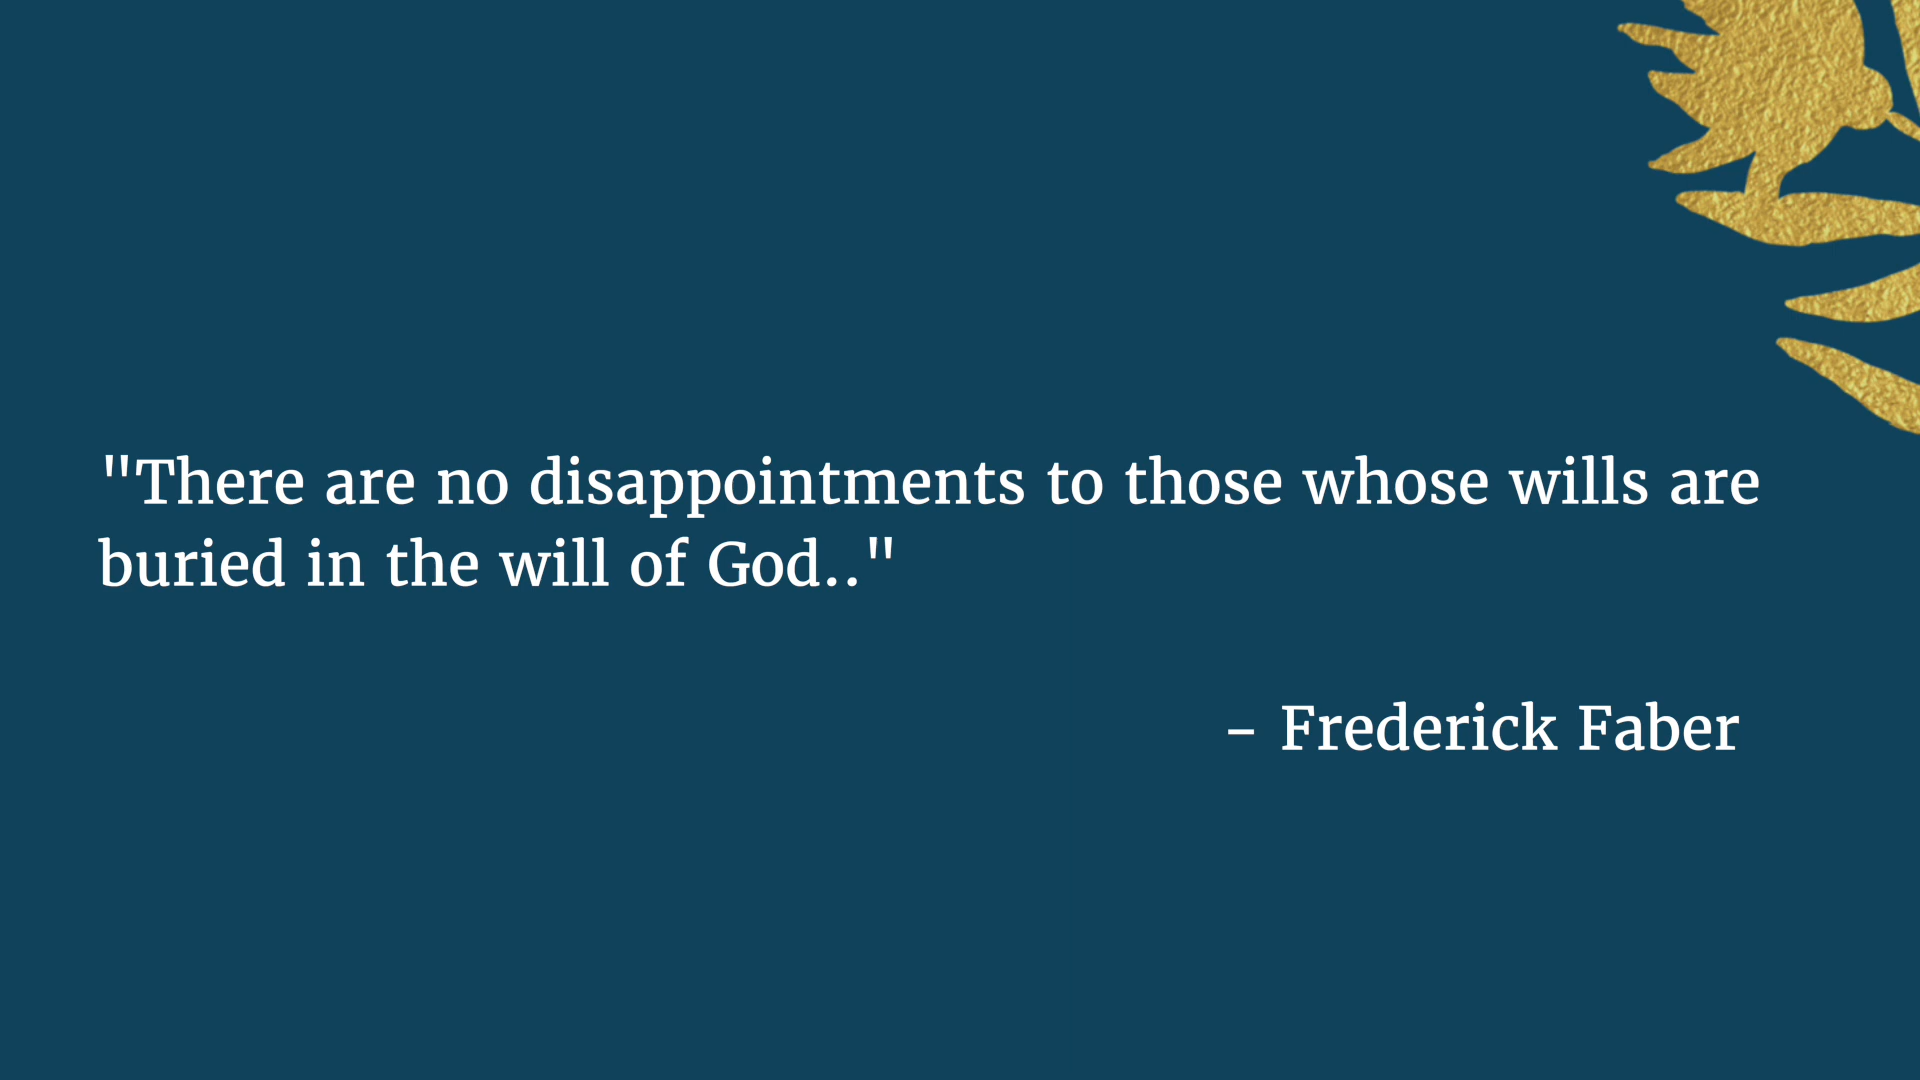 "There are no disappointments to those whose wills are
buried in the will of God.."
– Frederick Faber